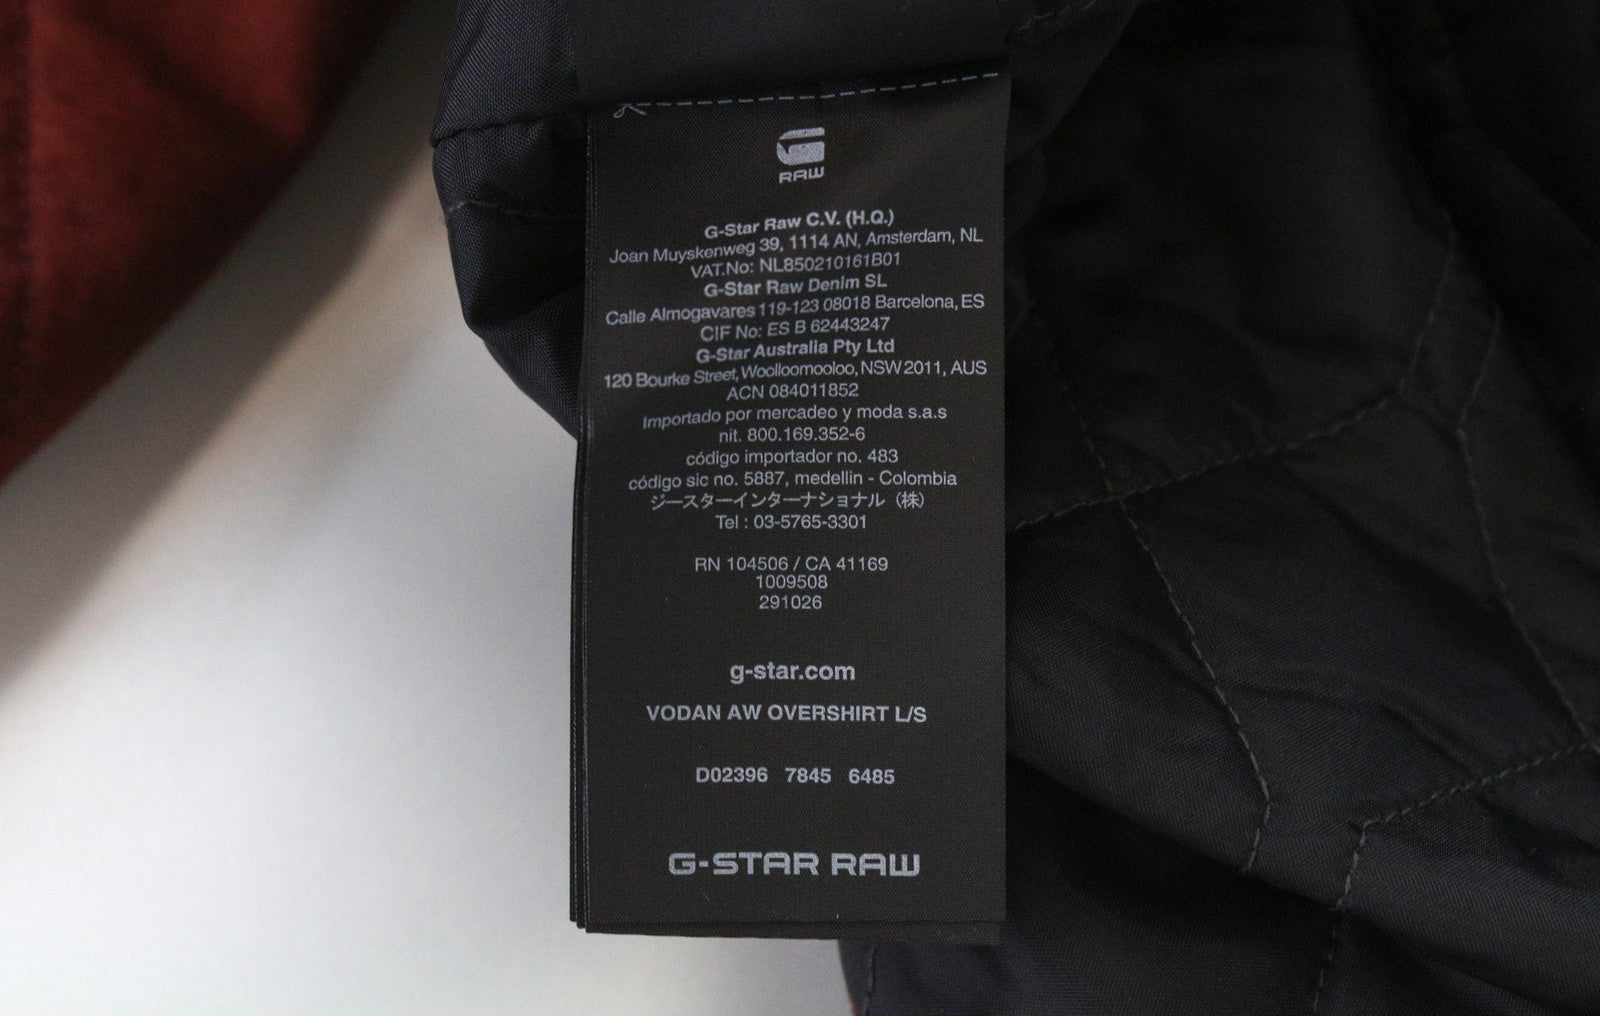 RAW
G-Star Raw C.V. (H.Q.)
Joan Muyskenweg 39, 1114 AN, Amsterdam, NL
VAT.No: NL850210161B01
G-Star Raw Denim SL
Calle Almogavares 119-123 08018 Barcelona, ES
CIF No: ES B 62443247
G-Star Australia Pty Ltd
120 Bourke Street, Woolloomooloo, NSW 2011, AUS
ACN 084011852
Importado por mercadeo y moda s.a.s
nit. 800.169.352-6
código importador no. 483
código sic no. 5887, medellin - Colombia
ジースターインターナショナル（株）
Tel : 03-5765-3301
RN 104506 / CA 41169
1009508
291026
g-star.com
VODAN AW OVERSHIRT L/S
D02396 7845 6485
G-STAR RAW